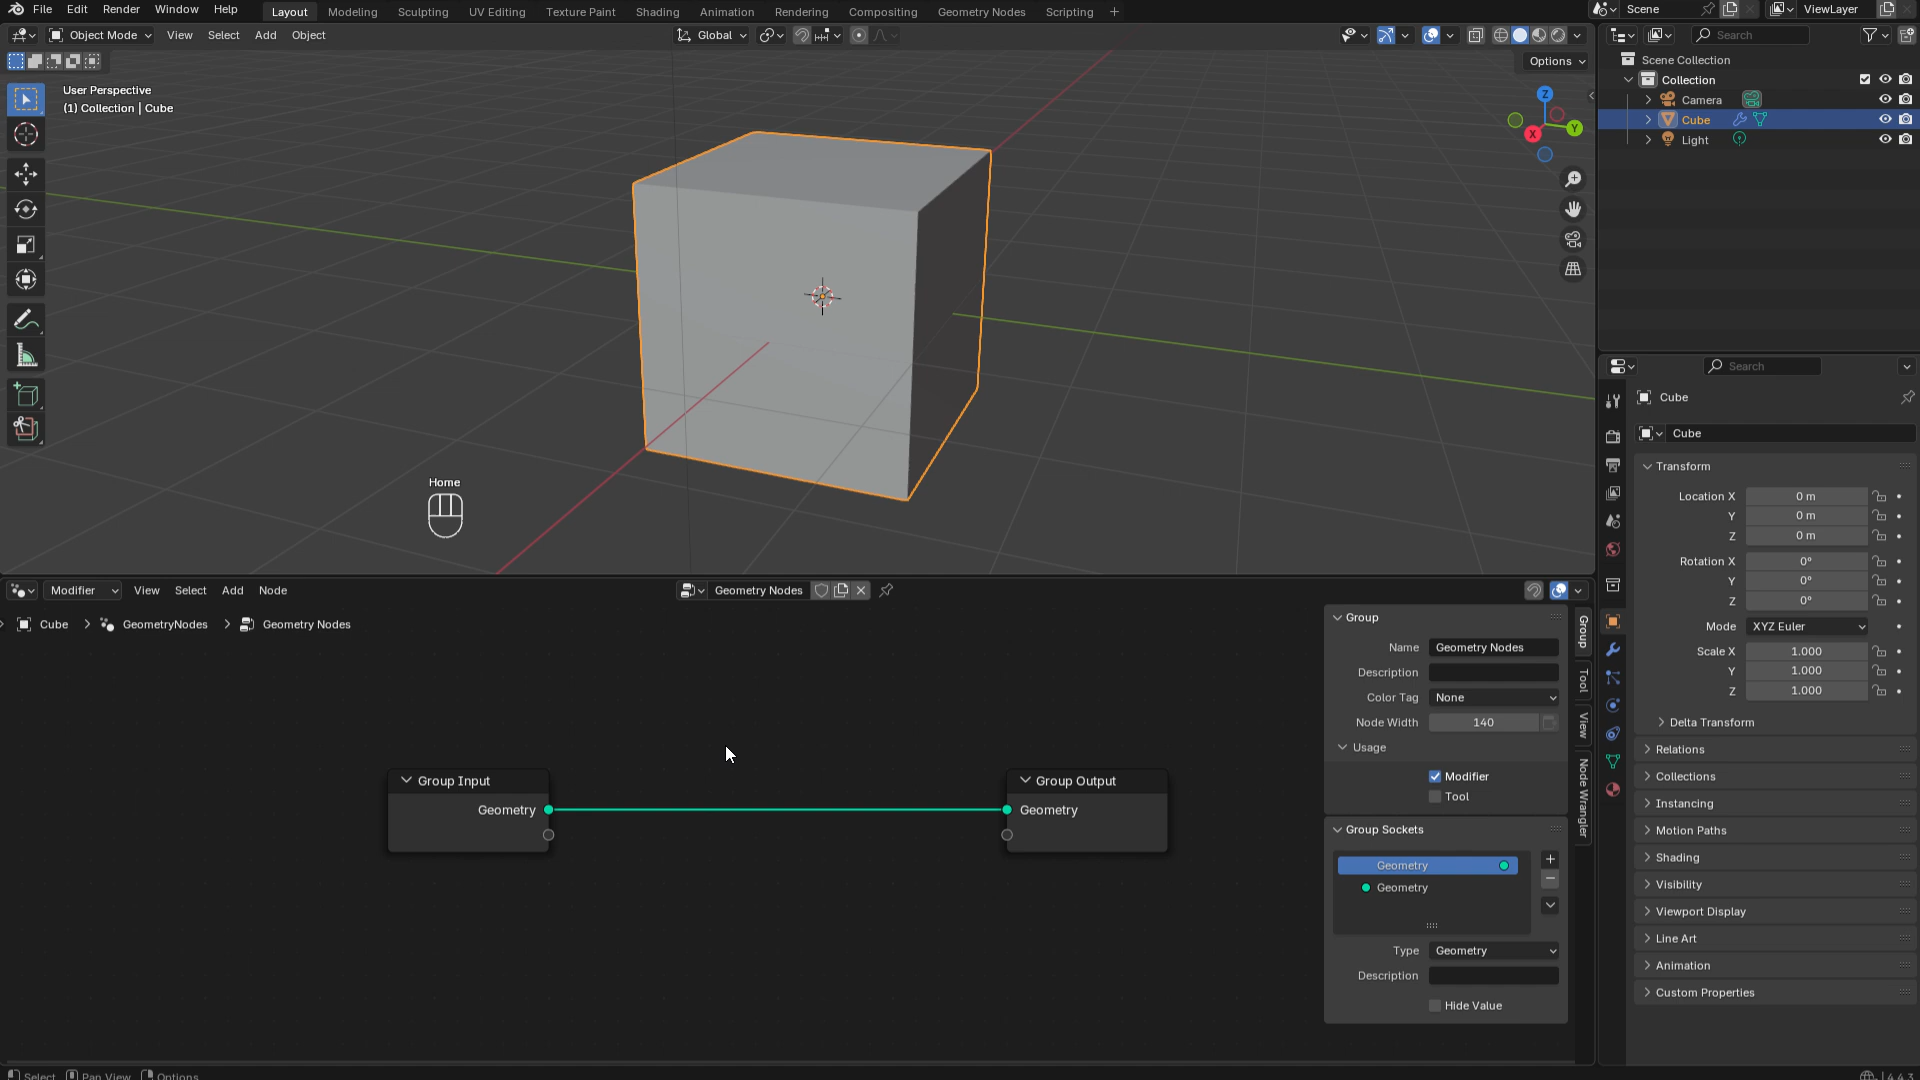 File Edit Render Window Help Layout Modeling Sculpting UV Editing Texture Paint Shading Animation Rendering Compositing Geometry Nodes Scripting + Scene ViewLayer
Object Mode View Select Add Object Global Search
Options
User Perspective
(1) Collection | Cube
Z
Y
X
Home
Scene Collection
Collection
Camera
Cube
Light
Search
Cube
Cube
Transform
Location X 0 m
Y 0 m
Z 0 m
Rotation X 0°
Y 0°
Z 0°
Mode XYZ Euler
Scale X 1.000
Y 1.000
Z 1.000
Delta Transform
Relations
Collections
Instancing
Motion Paths
Shading
Visibility
Viewport Display
Line Art
Animation
Custom Properties
Modifier View Select Add Node Geometry Nodes
Cube > GeometryNodes > Geometry Nodes
Group Input
Geometry
Group Output
Geometry
Group
Name Geometry Nodes
Description
Color Tag None
Node Width 140
Usage
Modifier
Tool
Group Sockets
Geometry
Geometry
Type Geometry
Description
Hide Value
Group
Tool
View
Node Wrangler
Select Pan View Options 4.4.3